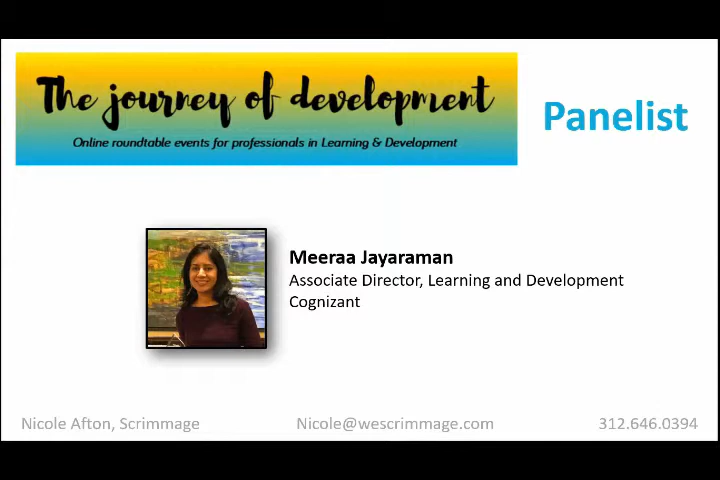 The journey of development
Online roundtable events for professionals in Learning & Development
Panelist
Meeraa Jayaraman
Associate Director, Learning and Development
Cognizant
Nicole Afton, Scrimmage
Nicole@wescrimmage.com
312.646.0394